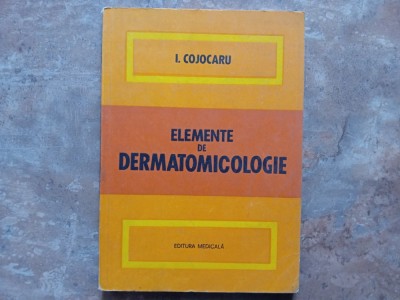 I. COJOCARU
ELEMENTE
DE
DERMATOMICOLOGIE
EDITURA MEDICALĂ